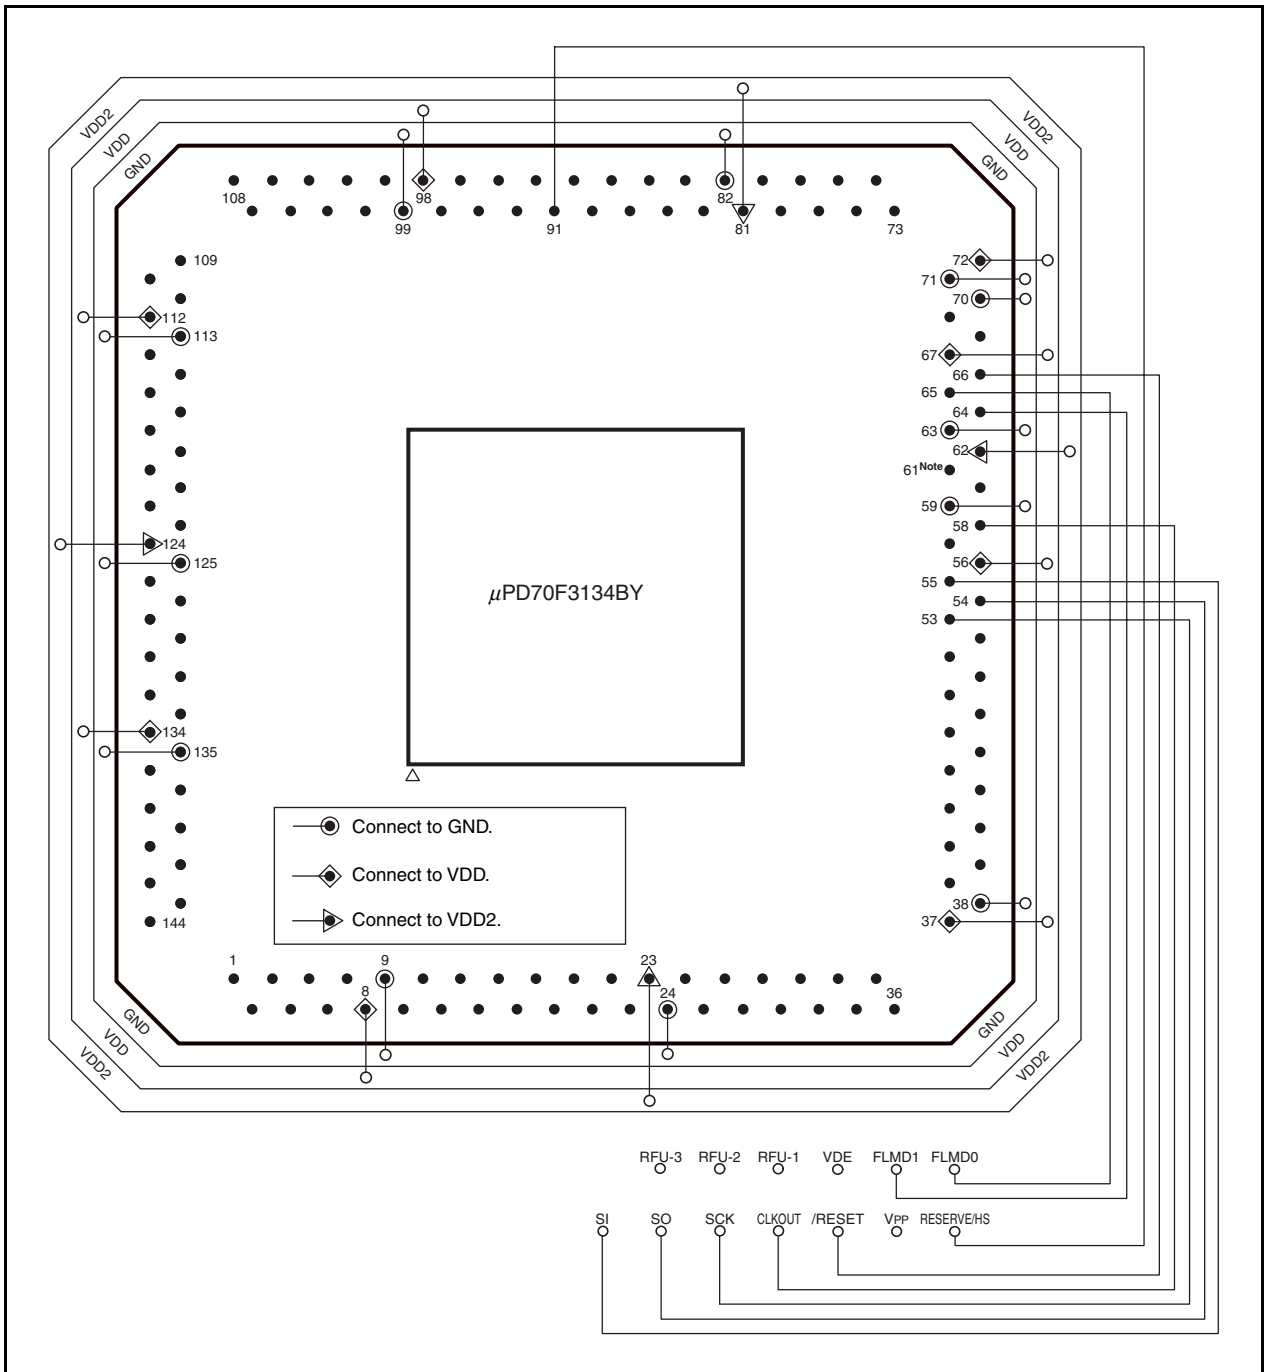 VDD2
VDD
GND
VDD2
VDD
GND
108
98
82
99
91
81
73
109
72
71
70
112
113
67
66
65
64
63
62
61Note
59
58
124
125
56
55
54
53
μPD70F3134BY
134
135
Connect to GND.
Connect to VDD.
Connect to VDD2.
38
37
144
1
9
23
8
24
36
GND
VDD
VDD2
GND
VDD
VDD2
RFU-3 RFU-2 RFU-1 VDE FLMD1 FLMD0
SI SO SCK CLKOUT /RESET VPP RESERVE/HS